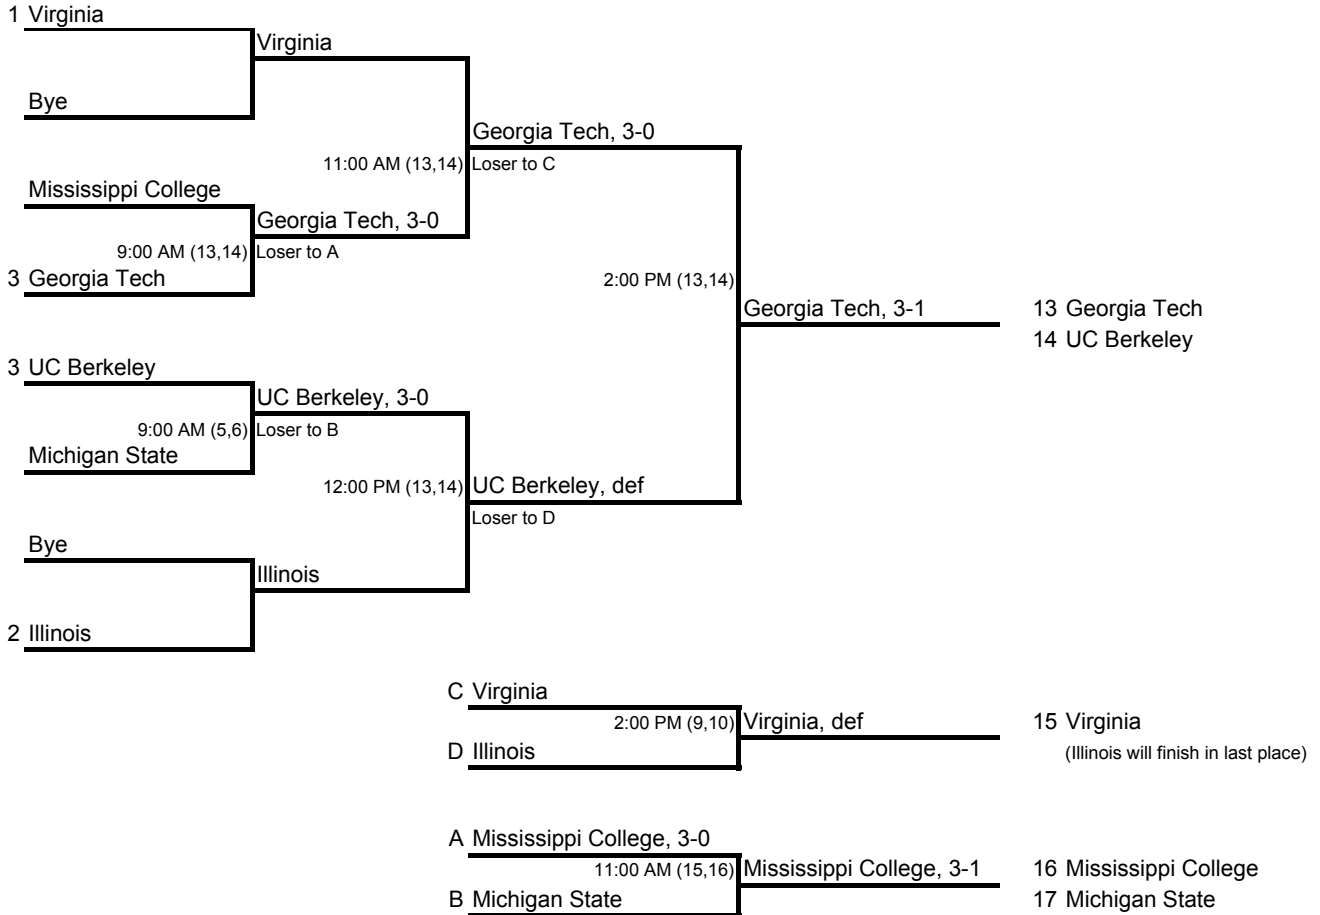 1 Virginia
Virginia
Bye
Georgia Tech, 3-0
11:00 AM (13,14) Loser to C
Mississippi College
Georgia Tech, 3-0
9:00 AM (13,14) Loser to A
3 Georgia Tech
2:00 PM (13,14)
Georgia Tech, 3-1
13 Georgia Tech
14 UC Berkeley
3 UC Berkeley
UC Berkeley, 3-0
9:00 AM (5,6) Loser to B
Michigan State
12:00 PM (13,14) UC Berkeley, def
Loser to D
Bye
Illinois
2 Illinois
C Virginia
2:00 PM (9,10) Virginia, def
15 Virginia
D Illinois
(Illinois will finish in last place)
A Mississippi College, 3-0
11:00 AM (15,16) Mississippi College, 3-1
16 Mississippi College
B Michigan State
17 Michigan State